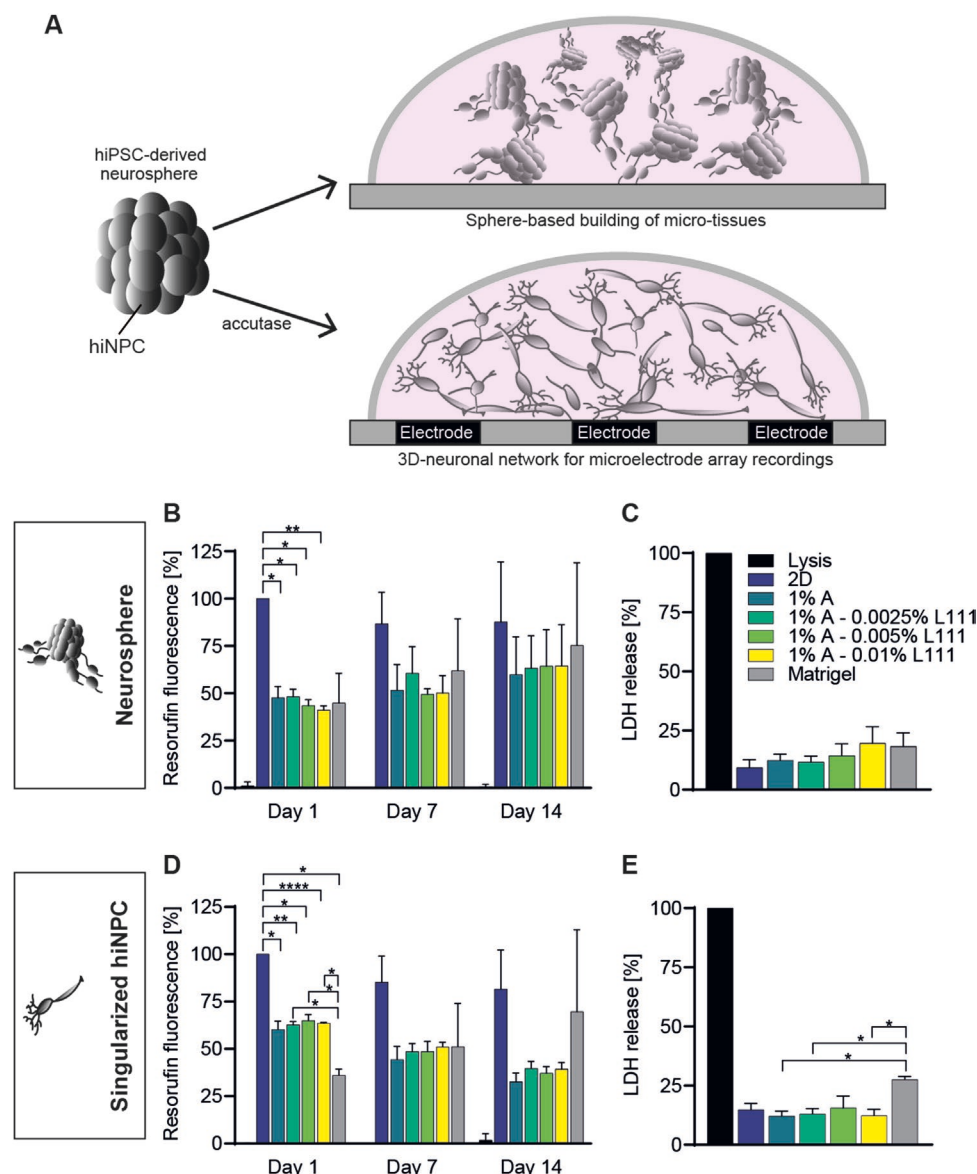 A
hiPSC-derived
neurosphere
hiNPC
accutase
Sphere-based building of micro-tissues
Electrode
Electrode
Electrode
3D-neuronal network for microelectrode array recordings
Neurosphere
B
Resorufin fluorescence [%]
125
100
75
50
25
0
**
*
*
*
Day 1
Day 7
Day 14
C
LDH release [%]
100
75
50
25
0
Lysis
2D
1% A
1% A - 0.0025% L111
1% A - 0.005% L111
1% A - 0.01% L111
Matrigel
Singularized hiNPC
D
Resorufin fluorescence [%]
125
100
75
50
25
0
*
****
*
**
*
*
*
*
Day 1
Day 7
Day 14
E
LDH release [%]
100
75
50
25
0
*
*
*